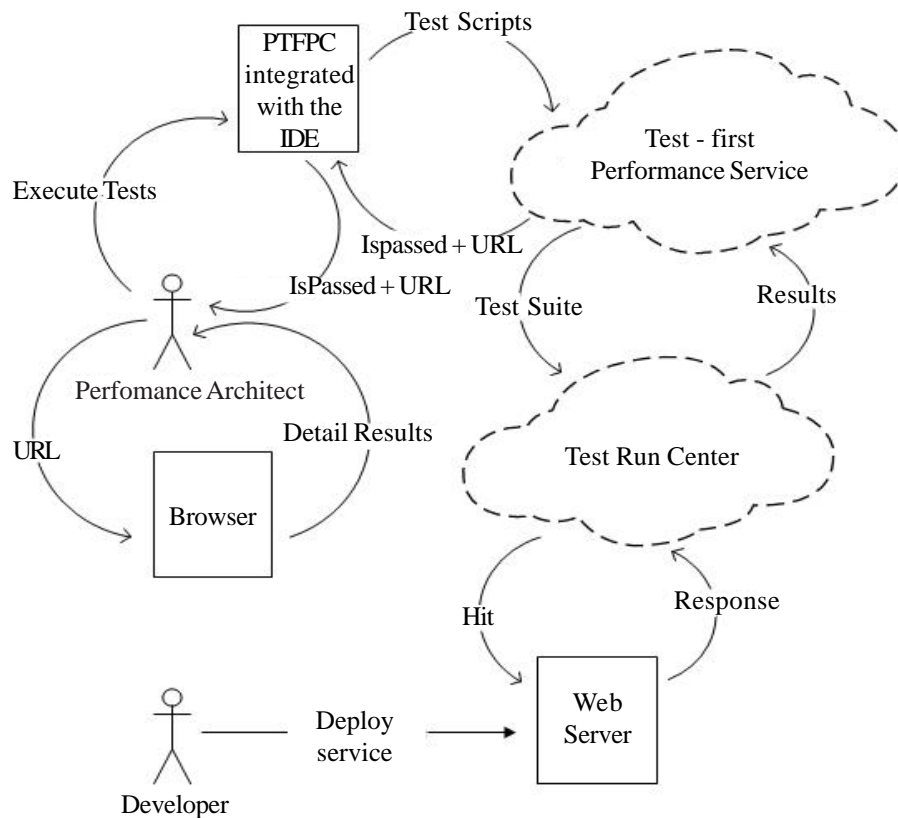 Test Scripts
PTFPC
integrated
with the
IDE
Test - first
Performance Service
Execute Tests
Ispassed + URL
IsPassed + URL
Test Suite
Results
Perfomance Architect
URL
Detail Results
Browser
Test Run Center
Hit
Response
Web
Server
Deploy
service
Developer